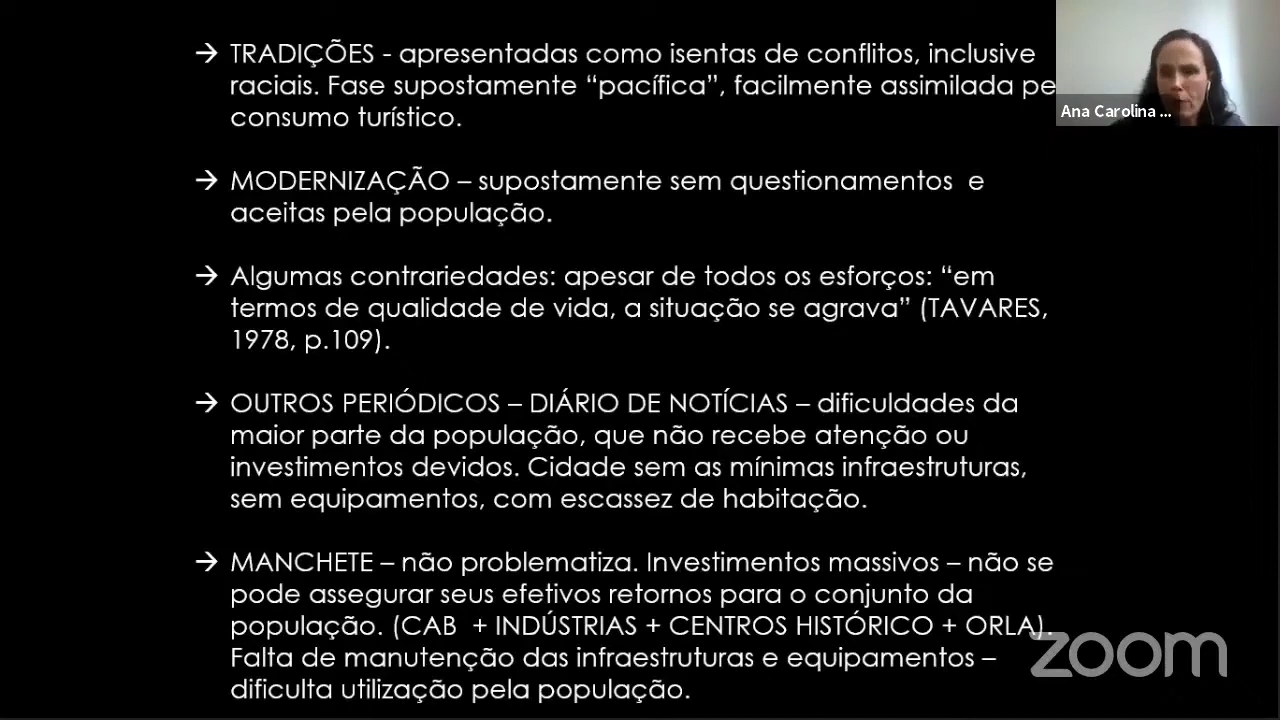 → TRADIÇÕES - apresentadas como isentas de conflitos, inclusive
raciais. Fase supostamente “pacífica”, facilmente assimilada pe
consumo turístico.
→ MODERNIZAÇÃO – supostamente sem questionamentos e
aceitas pela população.
→ Algumas contrariedades: apesar de todos os esforços: “em
termos de qualidade de vida, a situação se agrava” (TAVARES,
1978, p.109).
→ OUTROS PERIÓDICOS – DIÁRIO DE NOTÍCIAS – dificuldades da
maior parte da população, que não recebe atenção ou
investimentos devidos. Cidade sem as mínimas infraestruturas,
sem equipamentos, com escassez de habitação.
→ MANCHETE – não problematiza. Investimentos massivos – não se
pode assegurar seus efetivos retornos para o conjunto da
população. (CAB + INDÚSTRIAS + CENTROS HISTÓRICO + ORLA).
Falta de manutenção das infraestruturas e equipamentos –
dificulta utilização pela população.
Ana Carolina ...
zoom